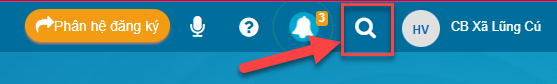 Phân hệ đăng ký ? 3 HV CB Xã Lũng Cú